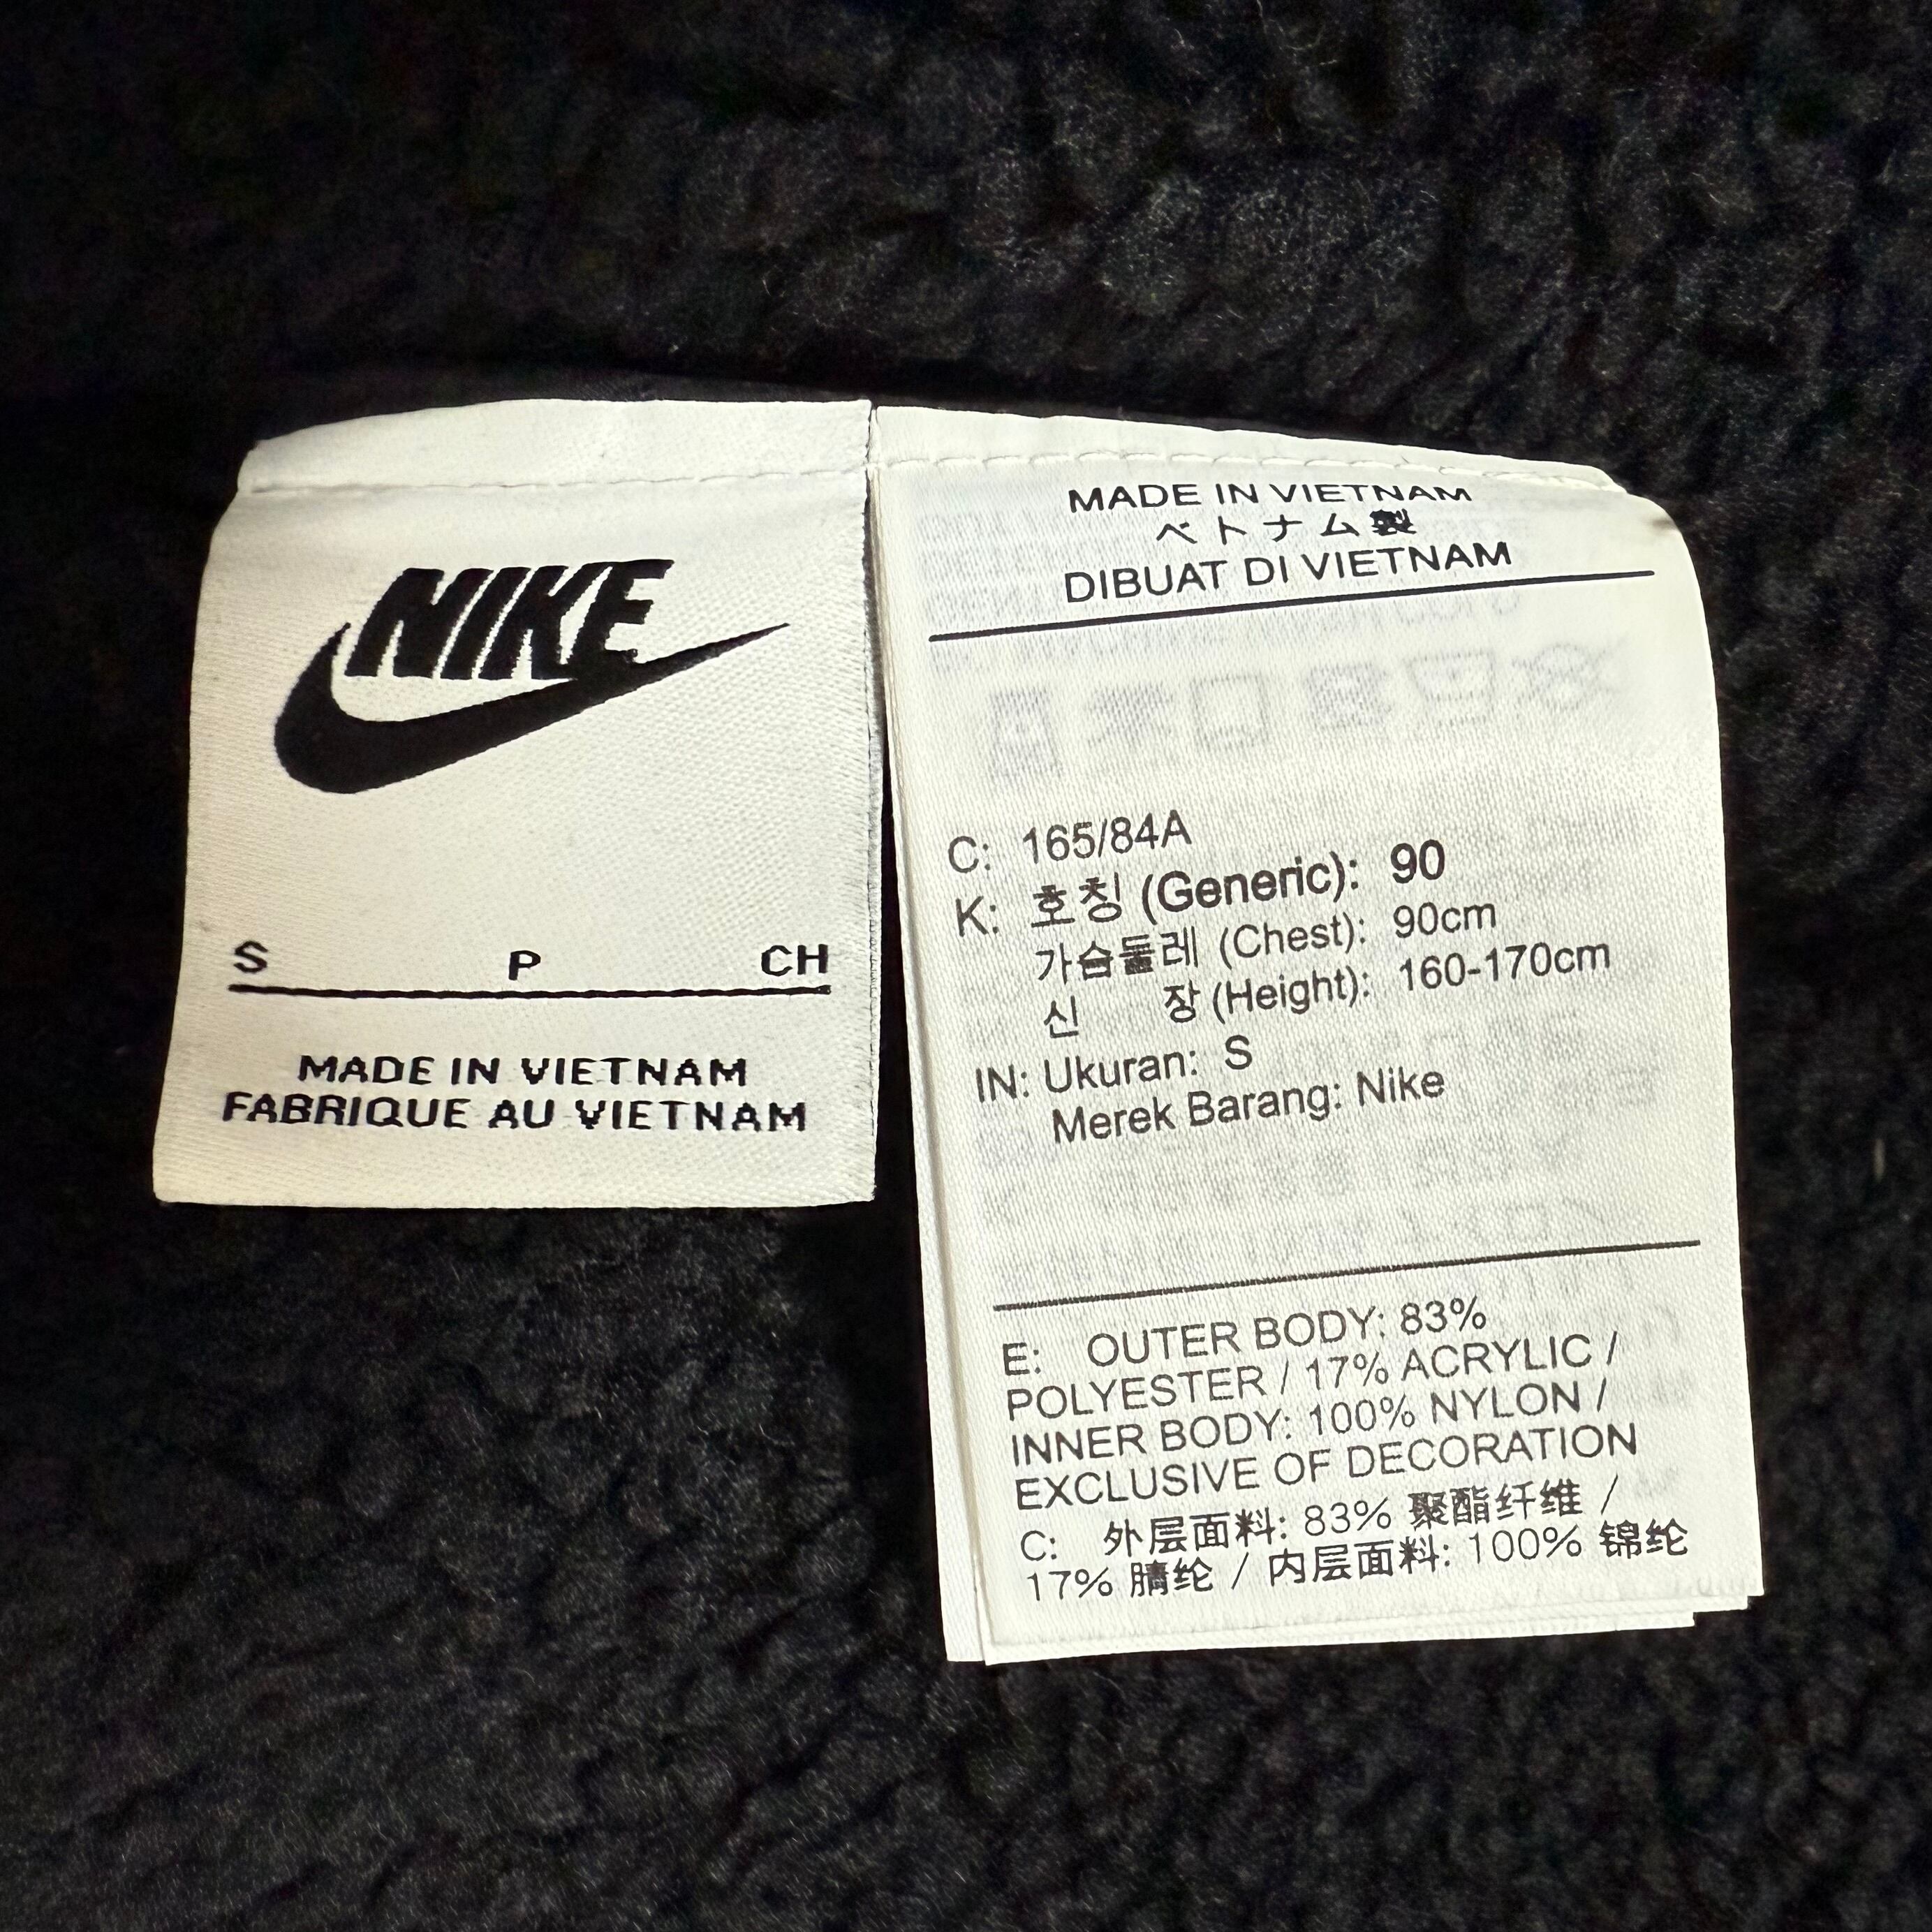 NIKE
S P CH
MADE IN VIETNAM
FABRIQUE AU VIETNAM
MADE IN VIETNAM
ベトナム製
DIBUAT DI VIETNAM
C: 165/84A
K: 호칭 (Generic): 90
가슴둘레 (Chest): 90cm
신 장 (Height): 160-170cm
IN: Ukuran: S
Merek Barang: Nike
E: OUTER BODY: 83%
POLYESTER / 17% ACRYLIC /
INNER BODY: 100% NYLON /
EXCLUSIVE OF DECORATION
C: 外层面料: 83% 聚酯纤维 /
17% 腈纶 / 内层面料: 100% 锦纶